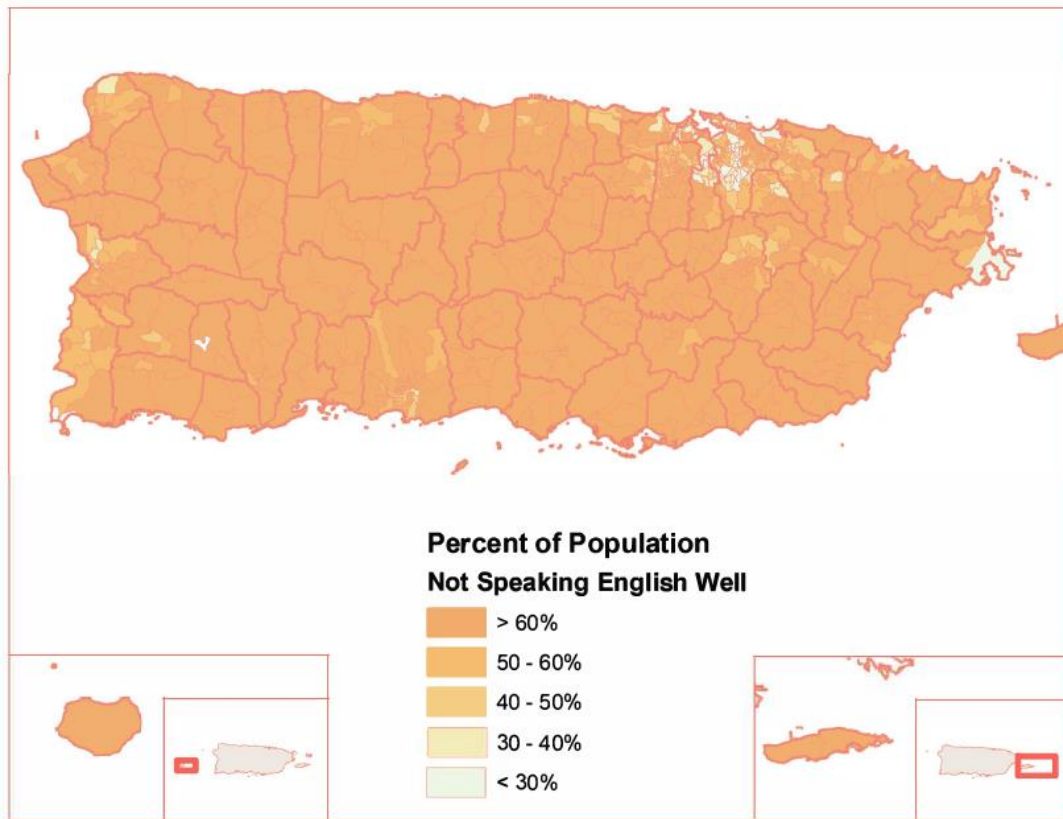 Percent of Population
Not Speaking English Well
> 60%
50 - 60%
40 - 50%
30 - 40%
< 30%